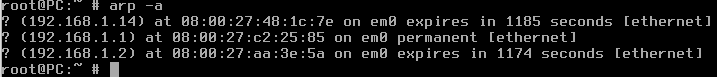 root@PC:~ # arp -a
? (192.168.1.14) at 08:00:27:48:1c:7e on em0 expires in 1185 seconds [ethernet]
? (192.168.1.1) at 08:00:27:c2:25:85 on em0 permanent [ethernet]
? (192.168.1.2) at 08:00:27:aa:3e:5a on em0 expires in 1174 seconds [ethernet]
root@PC:~ #